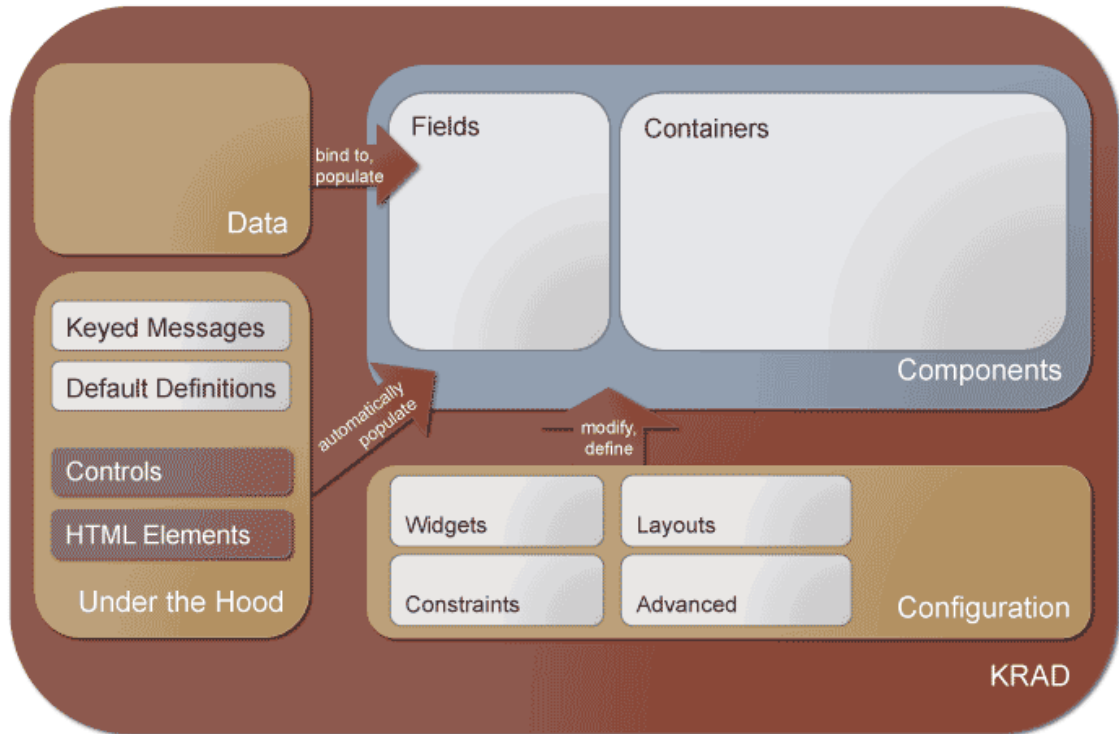 Data
bind to,
populate
Fields
Containers
Components
Keyed Messages
Default Definitions
Controls
HTML Elements
Under the Hood
automatically
populate
modify,
define
Widgets
Layouts
Constraints
Advanced
Configuration
KRAD